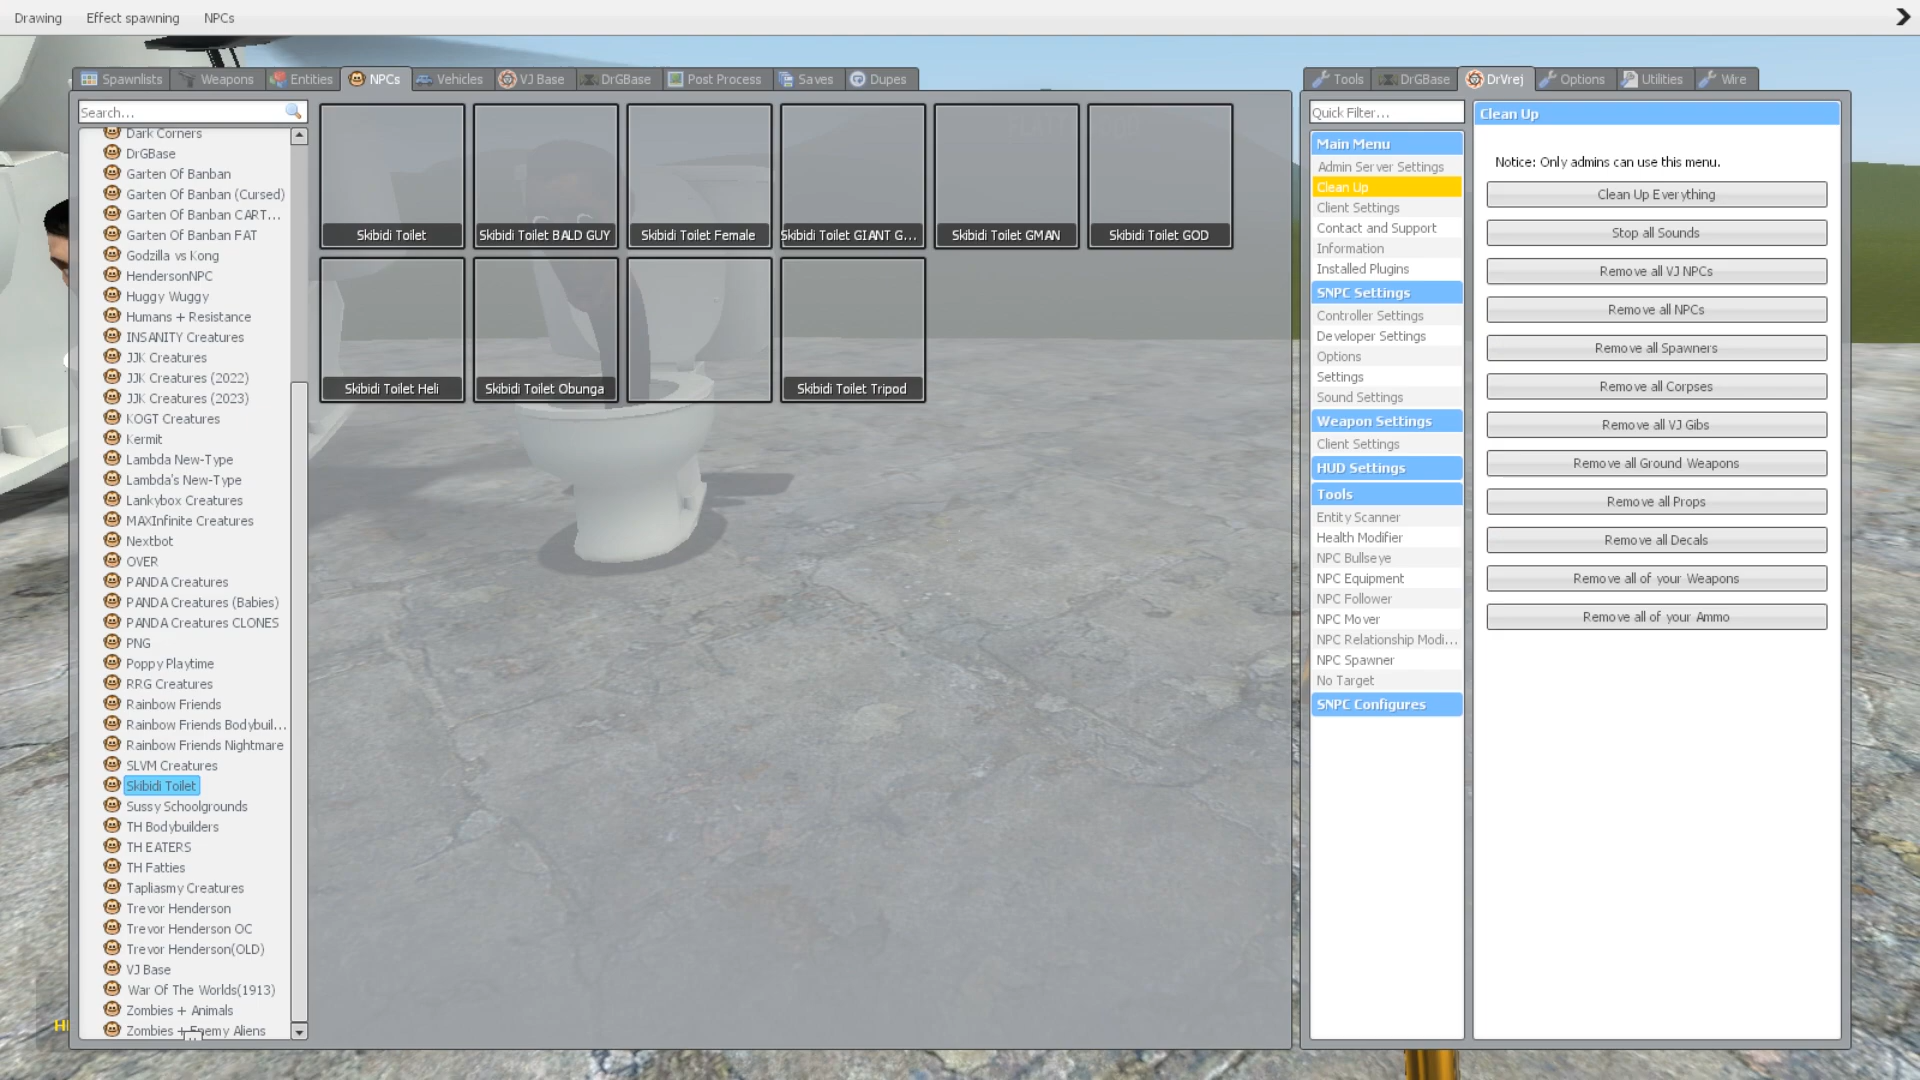 Drawing Effect spawning NPCs
Spawnlists Weapons Entities NPCs Vehicles VJ Base DrGBase Post Process Saves Dupes
Search...
Dark Corners
DrGBase
Garten Of Banban
Garten Of Banban (Cursed)
Garten Of Banban CART...
Garten Of Banban FAT
Godzilla vs Kong
HendersonNPC
Huggy Wuggy
Humans + Resistance
INSANITY Creatures
JJK Creatures
JJK Creatures (2022)
JJK Creatures (2023)
KOGT Creatures
Kermit
Lambda New-Type
Lambda's New-Type
Lankybox Creatures
MAXInfinite Creatures
Nextbot
OVER
PANDA Creatures
PANDA Creatures (Babies)
PANDA Creatures CLONES
PNG
Poppy Playtime
RRG Creatures
Rainbow Friends
Rainbow Friends Bodybuil...
Rainbow Friends Nightmare
SLVM Creatures
Skibidi Toilet
Sussy Schoolgrounds
TH Bodybuilders
TH EATERS
TH Fatties
Tapliasmy Creatures
Trevor Henderson
Trevor Henderson OC
Trevor Henderson(OLD)
VJ Base
War Of The Worlds(1913)
Zombies + Animals
Zombies + Enemy Aliens
Skibidi Toilet
Skibidi Toilet BALD GUY
Skibidi Toilet Female
Skibidi Toilet GIANT G...
Skibidi Toilet GMAN
Skibidi Toilet GOD
Skibidi Toilet Heli
Skibidi Toilet Obunga
Skibidi Toilet Tripod
Tools DrGBase DrVrej Options Utilities Wire
Quick Filter...
Main Menu
Admin Server Settings
Clean Up
Client Settings
Contact and Support
Information
Installed Plugins
SNPC Settings
Controller Settings
Developer Settings
Options
Settings
Sound Settings
Weapon Settings
Client Settings
HUD Settings
Tools
Entity Scanner
Health Modifier
NPC Bullseye
NPC Equipment
NPC Follower
NPC Mover
NPC Relationship Modi...
NPC Spawner
No Target
SNPC Configures
Clean Up
Notice: Only admins can use this menu.
Clean Up Everything
Stop all Sounds
Remove all VJ NPCs
Remove all NPCs
Remove all Spawners
Remove all Corpses
Remove all VJ Gibs
Remove all Ground Weapons
Remove all Props
Remove all Decals
Remove all of your Weapons
Remove all of your Ammo